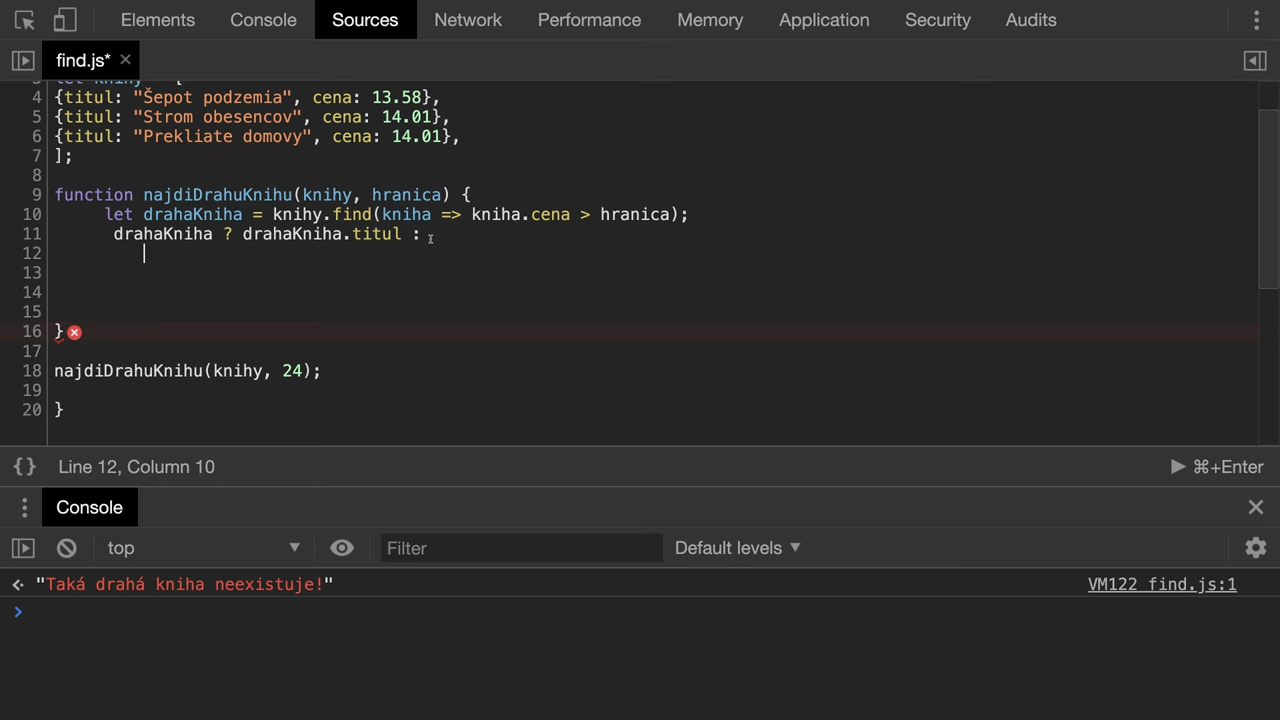 Elements Console Sources Network Performance Memory Application Security Audits
find.js*
3 let knihy = [
4 {titul: "Šepot podzemia", cena: 13.58},
5 {titul: "Strom obesencov", cena: 14.01},
6 {titul: "Prekliate domovy", cena: 14.01},
7 ];
8
9 function najdiDrahuKnihu(knihy, hranica) {
10 let drahaKniha = knihy.find(kniha => kniha.cena > hranica);
11 drahaKniha ? drahaKniha.titul :
12
13
14
15
16 }
17
18 najdiDrahuKnihu(knihy, 24);
19
20 }
{} Line 12, Column 10 ⌘+Enter
Console
top Filter Default levels
"Taká drahá kniha neexistuje!" VM122 find.js:1